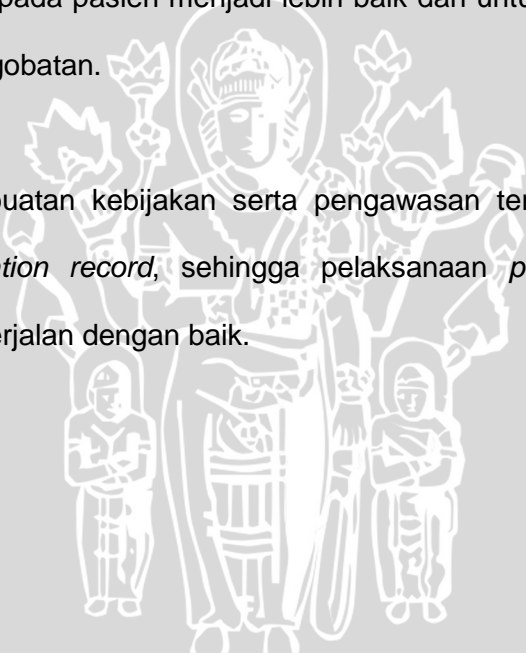 pada pasien menjadi lebih baik dan untu
gobatan.
buatan kebijakan serta pengawasan ter
tion record, sehingga pelaksanaan p
erjalan dengan baik.